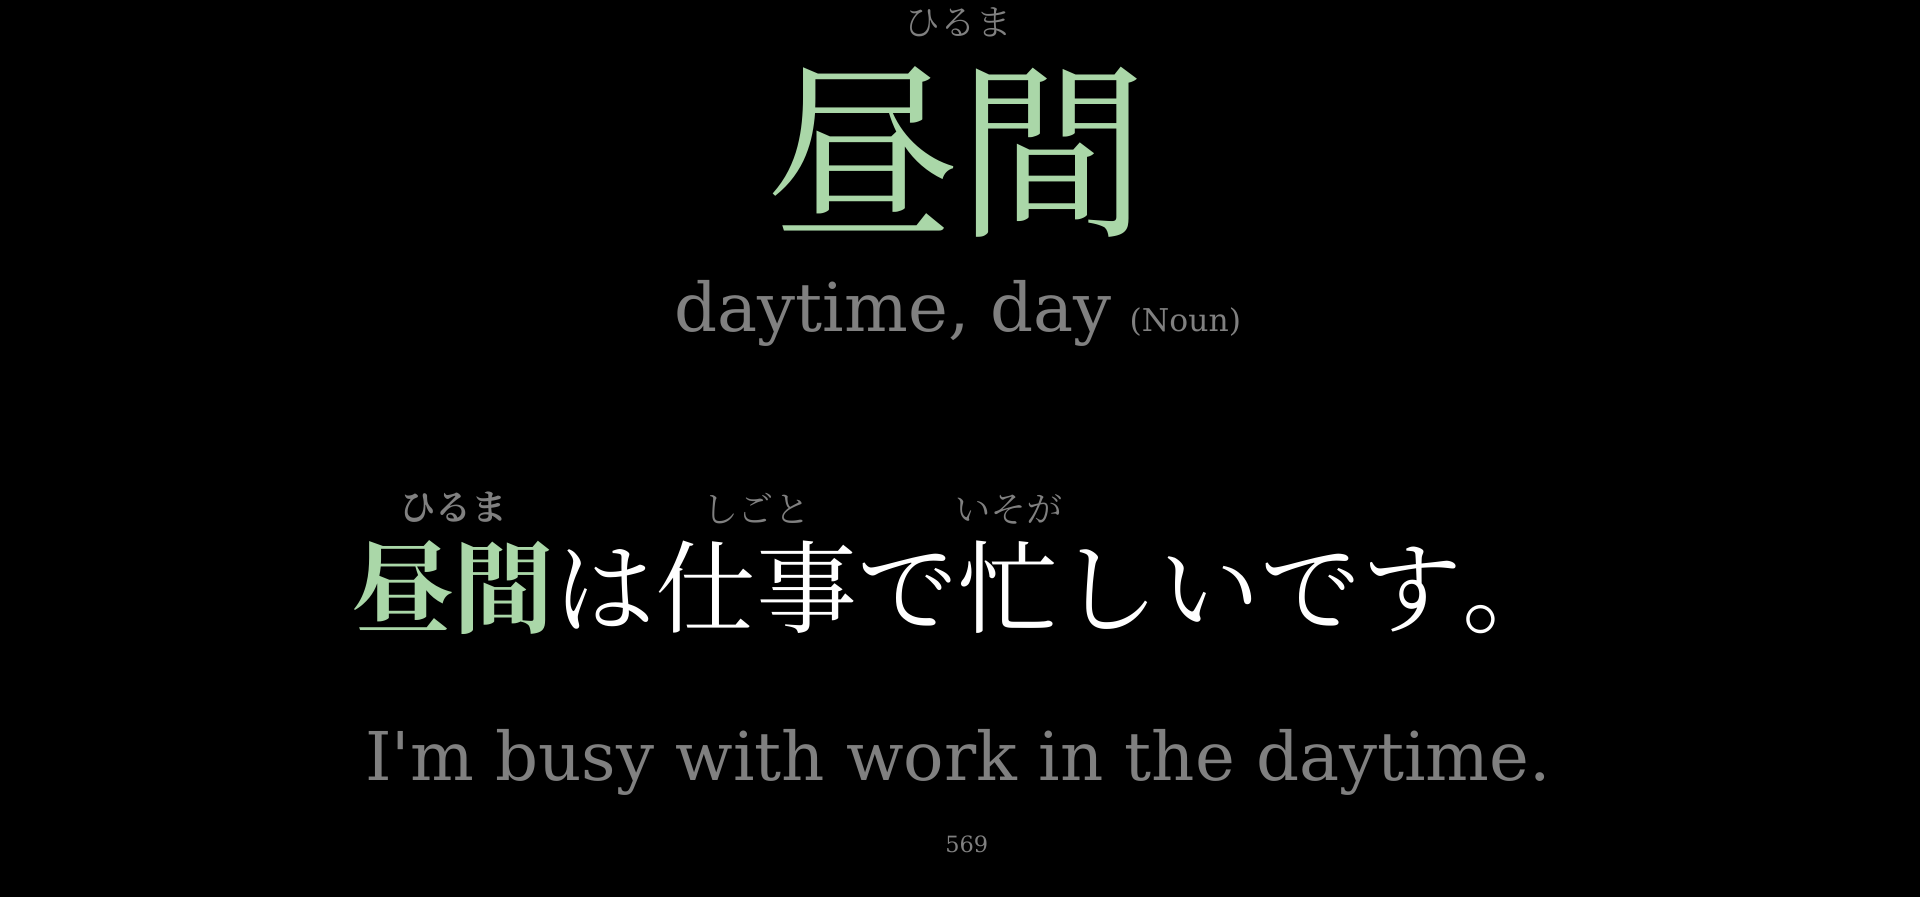 ひるま
昼間
daytime, day (Noun)
ひるま しごと いそが
昼間は仕事で忙しいです。
I'm busy with work in the daytime.
569